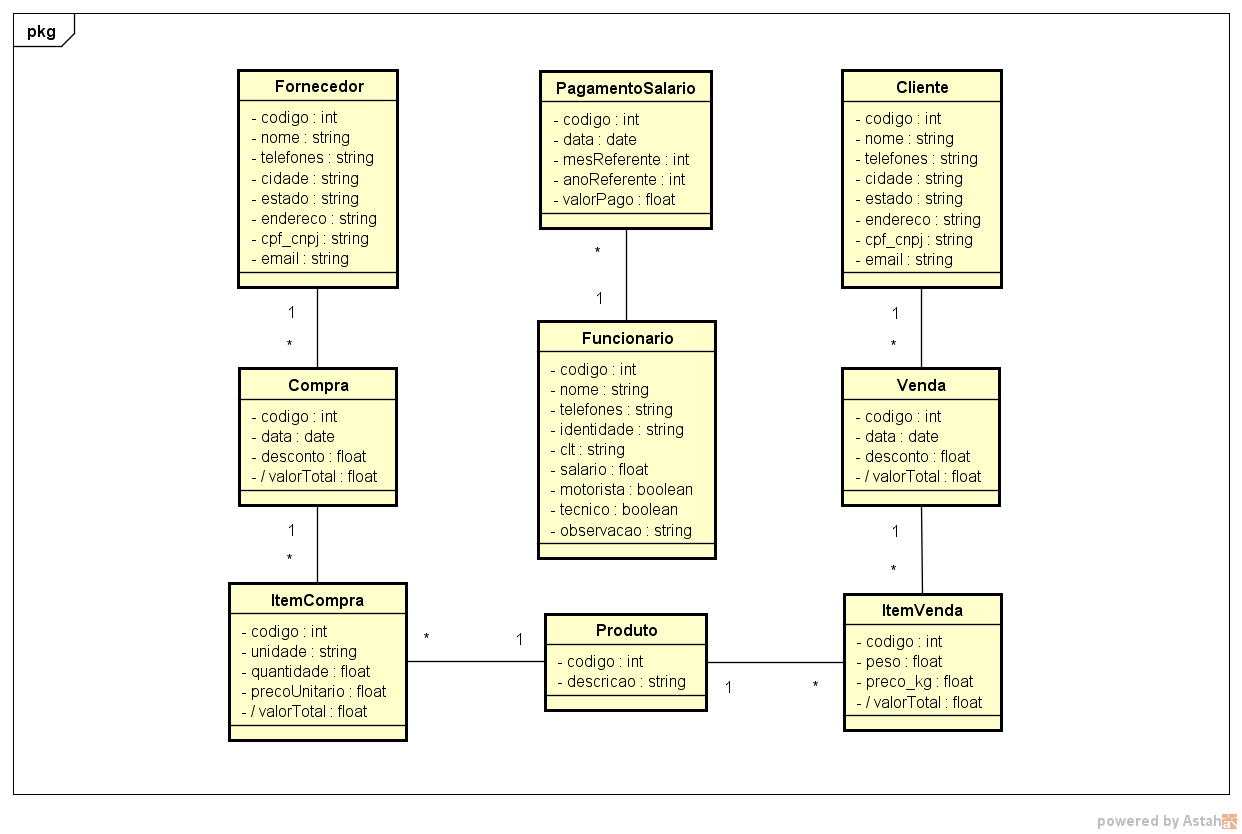 pkg
Fornecedor
- codigo : int
- nome : string
- telefones : string
- cidade : string
- estado : string
- endereco : string
- cpf_cnpj : string
- email : string
PagamentoSalario
- codigo : int
- data : date
- mesReferente : int
- anoReferente : int
- valorPago : float
Cliente
- codigo : int
- nome : string
- telefones : string
- cidade : string
- estado : string
- endereco : string
- cpf_cnpj : string
- email : string
1
*
*
1
1
*
Compra
- codigo : int
- data : date
- desconto : float
- / valorTotal : float
Funcionario
- codigo : int
- nome : string
- telefones : string
- identidade : string
- clt : string
- salario : float
- motorista : boolean
- tecnico : boolean
- observacao : string
Venda
- codigo : int
- data : date
- desconto : float
- / valorTotal : float
1
*
1
*
ItemCompra
- codigo : int
- unidade : string
- quantidade : float
- precoUnitario : float
- / valorTotal : float
*
1
Produto
- codigo : int
- descricao : string
1
*
ItemVenda
- codigo : int
- peso : float
- preco_kg : float
- / valorTotal : float
powered by Astah